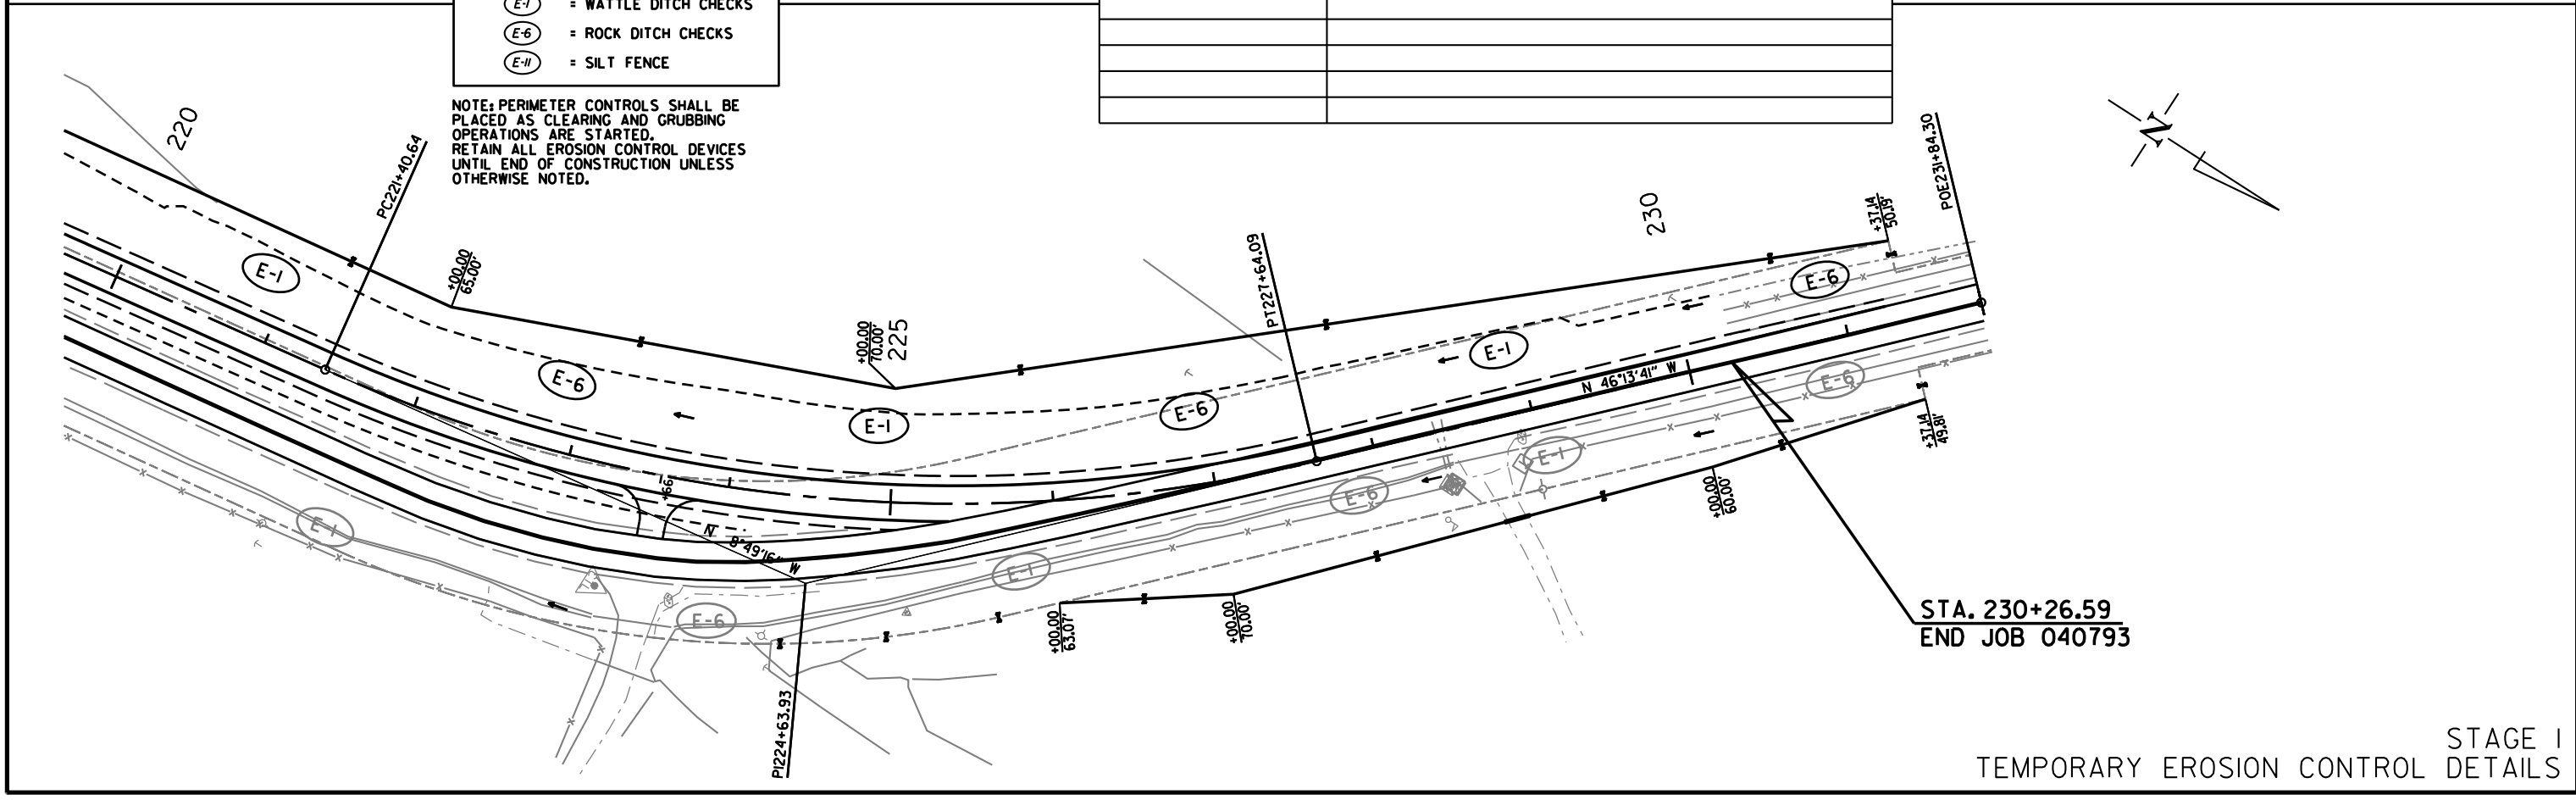 E-1 = WATTLE DITCH CHECKS
E-6 = ROCK DITCH CHECKS
E-11 = SILT FENCE
NOTE: PERIMETER CONTROLS SHALL BE
PLACED AS CLEARING AND GRUBBING
OPERATIONS ARE STARTED.
RETAIN ALL EROSION CONTROL DEVICES
UNTIL END OF CONSTRUCTION UNLESS
OTHERWISE NOTED.
220
PC221+40.64
+00.00
65.00'
+00.00
70.00'
225
PT227+64.09
230
+37.14
50.19'
POE231+84.30
N
E-1
E-6
E-1
E-6
E-1
E-6
N 46°13'41" W
E-6
E-1
E-6
E-1
E-6
E-1
+66
N 8°49'16" W
+37.14
49.81'
+00.00
60.00'
+00.00
63.07'
+00.00
70.00'
PI224+63.93
STA. 230+26.59
END JOB 040793
STAGE 1
TEMPORARY EROSION CONTROL DETAILS